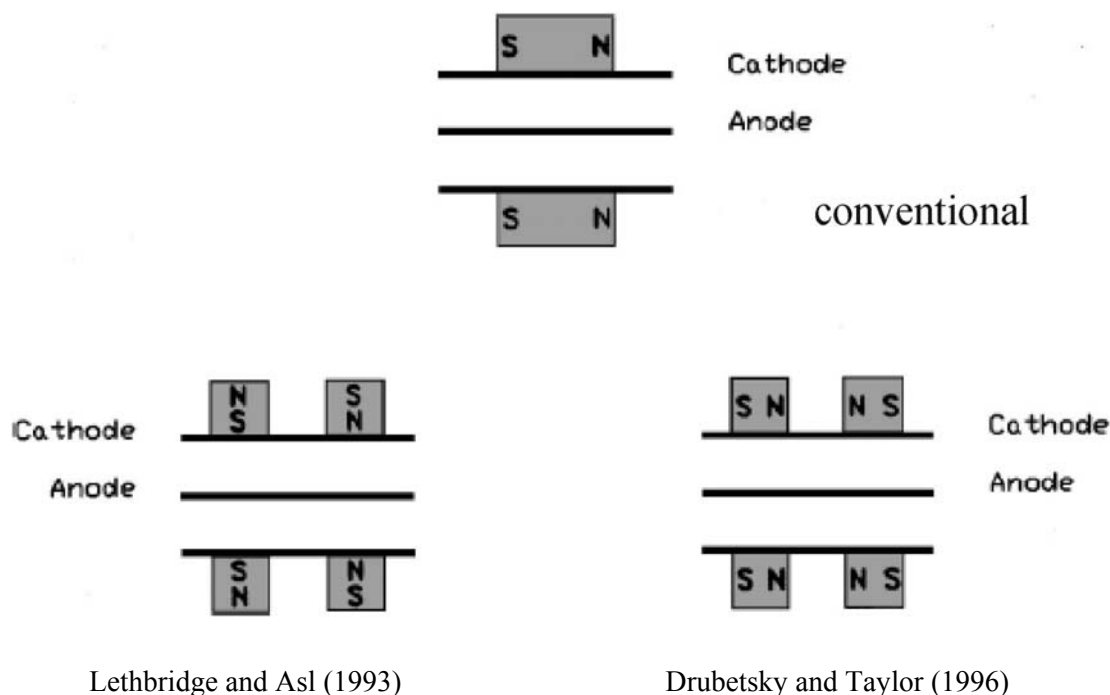 S N
Cathode
Anode
S N
conventional
N S
S N
Cathode
Anode
S N
N S
S N N S
Cathode
Anode
S N N S
Lethbridge and Asl (1993)
Drubetsky and Taylor (1996)